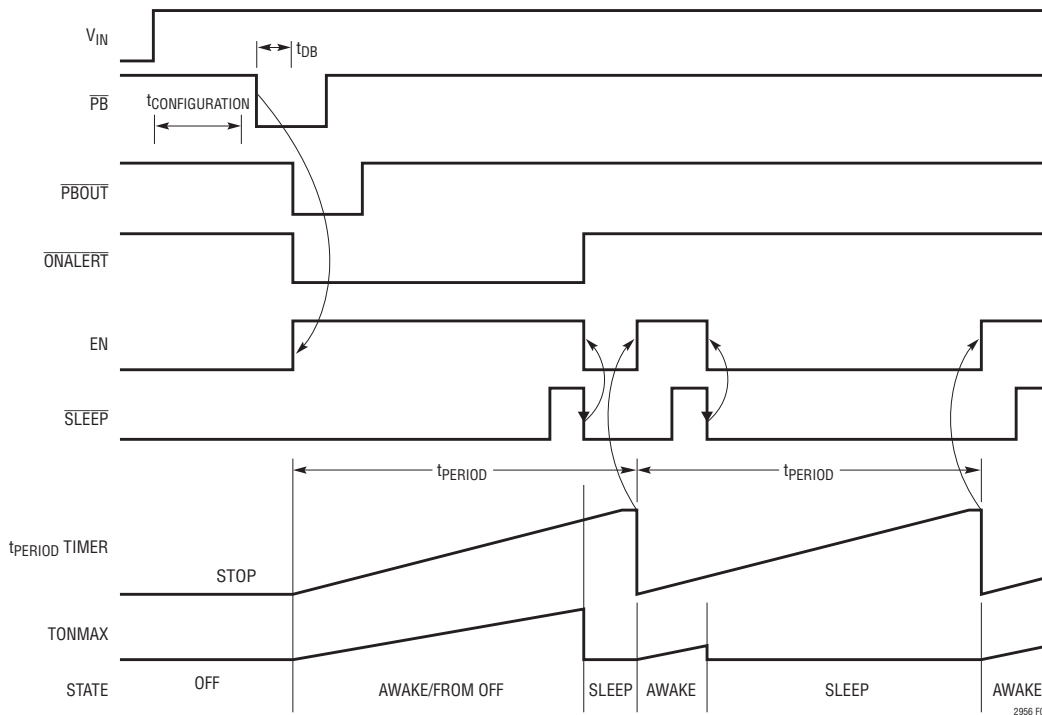 VIN
tDB
PB
tCONFIGURATION
PBOUT
ONALERT
EN
SLEEP
tPERIOD tPERIOD
tPERIOD TIMER
STOP
TONMAX
STATE OFF AWAKE/FROM OFF SLEEP AWAKE SLEEP AWAKE